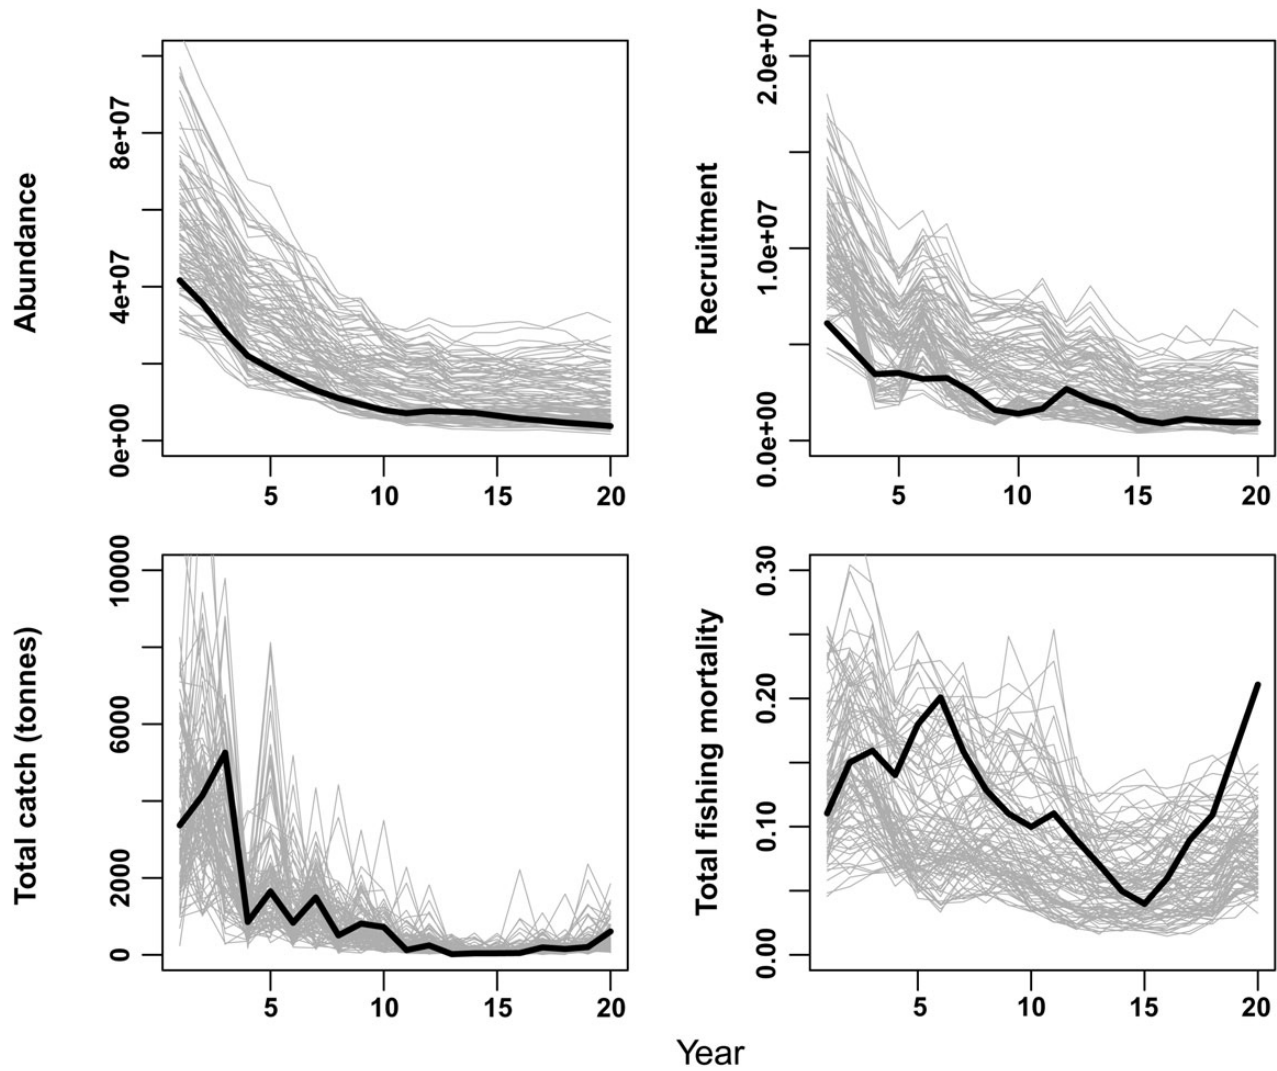 Abundance
0e+00 4e+07 8e+07
5 10 15 20
Recruitment
0.0e+00 1.0e+07 2.0e+07
5 10 15 20
Total catch (tonnes)
0 2000 6000 10000
5 10 15 20
Total fishing mortality
0.00 0.10 0.20 0.30
5 10 15 20
Year